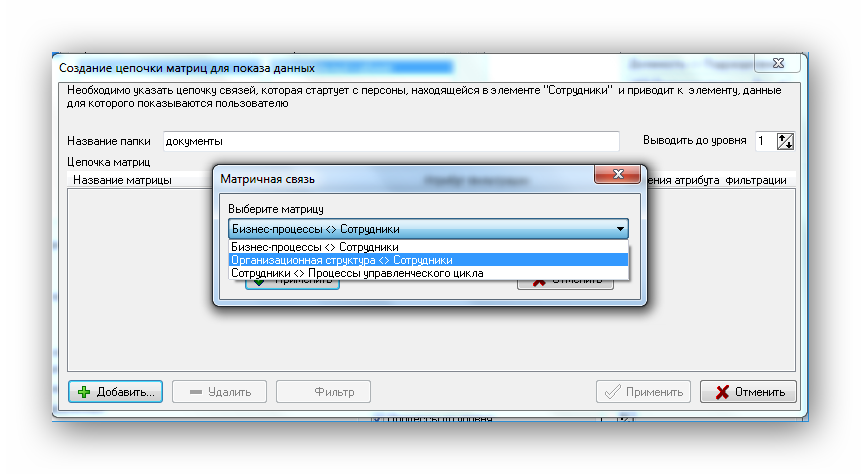 Создание цепочки матриц для показа данных
Необходимо указать цепочку связей, которая стартует с персоны, находящейся в элементе "Сотрудники" и приводит к элементу, данные
для которого показываются пользователю
Название папки документы Выводить до уровня 1
Цепочка матриц
Название матрицы ения атрибута фильтрации
Матричная связь
Выберите матрицу
Бизнес-процессы <> Сотрудники
Бизнес-процессы <> Сотрудники
Организационная структура <> Сотрудники
Сотрудники <> Процессы управленческого цикла
Применить Отменить
Добавить... Удалить Фильтр Применить Отменить